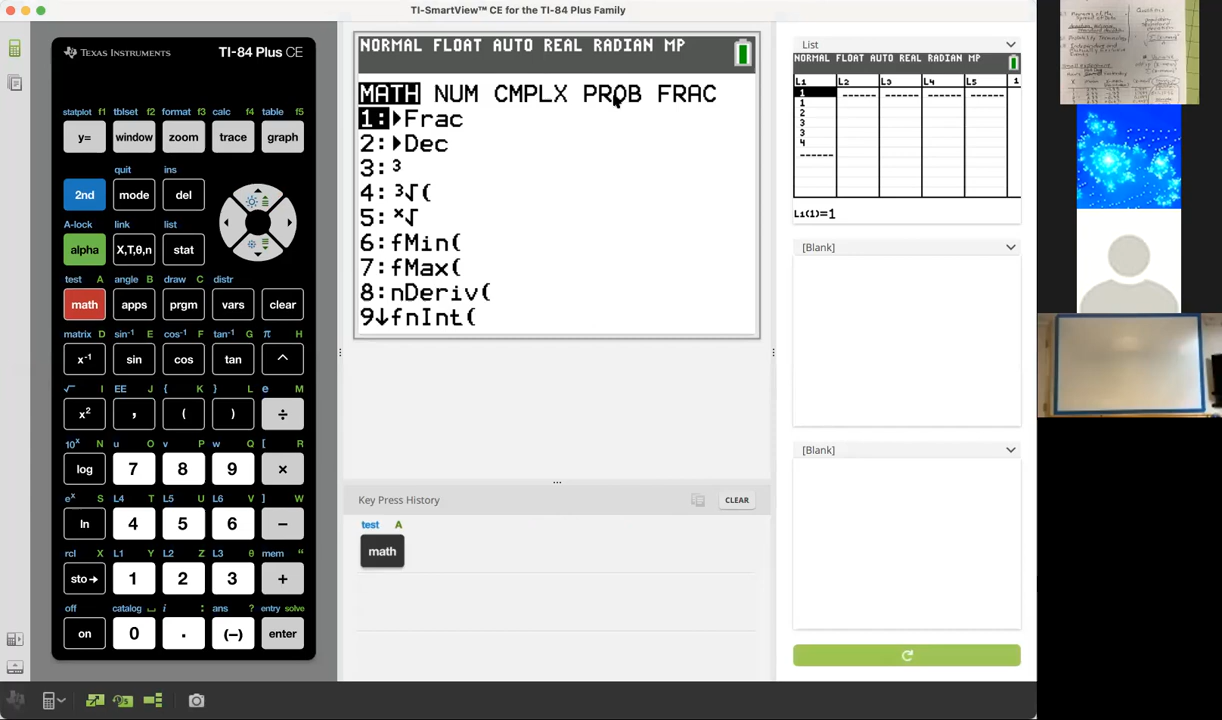 TI-SmartView™ CE for the TI-84 Plus Family
TEXAS INSTRUMENTS TI-84 Plus CE
statplot f1 tblset f2 format f3 calc f4 table f5
y= window zoom trace graph
quit ins
2nd mode del
A-lock link list
alpha X,T,θ,n stat
test A angle B draw C distr
math apps prgm vars clear
matrix D sin⁻¹ E cos⁻¹ F tan⁻¹ G π H
x⁻¹ sin cos tan ^
√ I EE J { K } L e M
x² , ( ) ÷
10ˣ N u O v P w Q [ R
log 7 8 9 ×
eˣ S L4 T L5 U L6 V ] W
ln 4 5 6 −
rcl X L1 Y L2 Z L3 θ mem “
sto→ 1 2 3 +
off catalog ⎵ i : ans ? entry solve
on 0 . (−) enter
NORMAL FLOAT AUTO REAL RADIAN MP
MATH NUM CMPLX PROB FRAC
1:▶Frac
2:▶Dec
3:³
4:³√(
5:ˣ√
6:fMin(
7:fMax(
8:nDeriv(
9↓fnInt(
Key Press History
CLEAR
test A
math
List
NORMAL FLOAT AUTO REAL RADIAN MP
L1 L2 L3 L4 L5 1
1 ------ ------ ------ ------
1
2
3
3
4
------
L1(1)=1
[Blank]
[Blank]